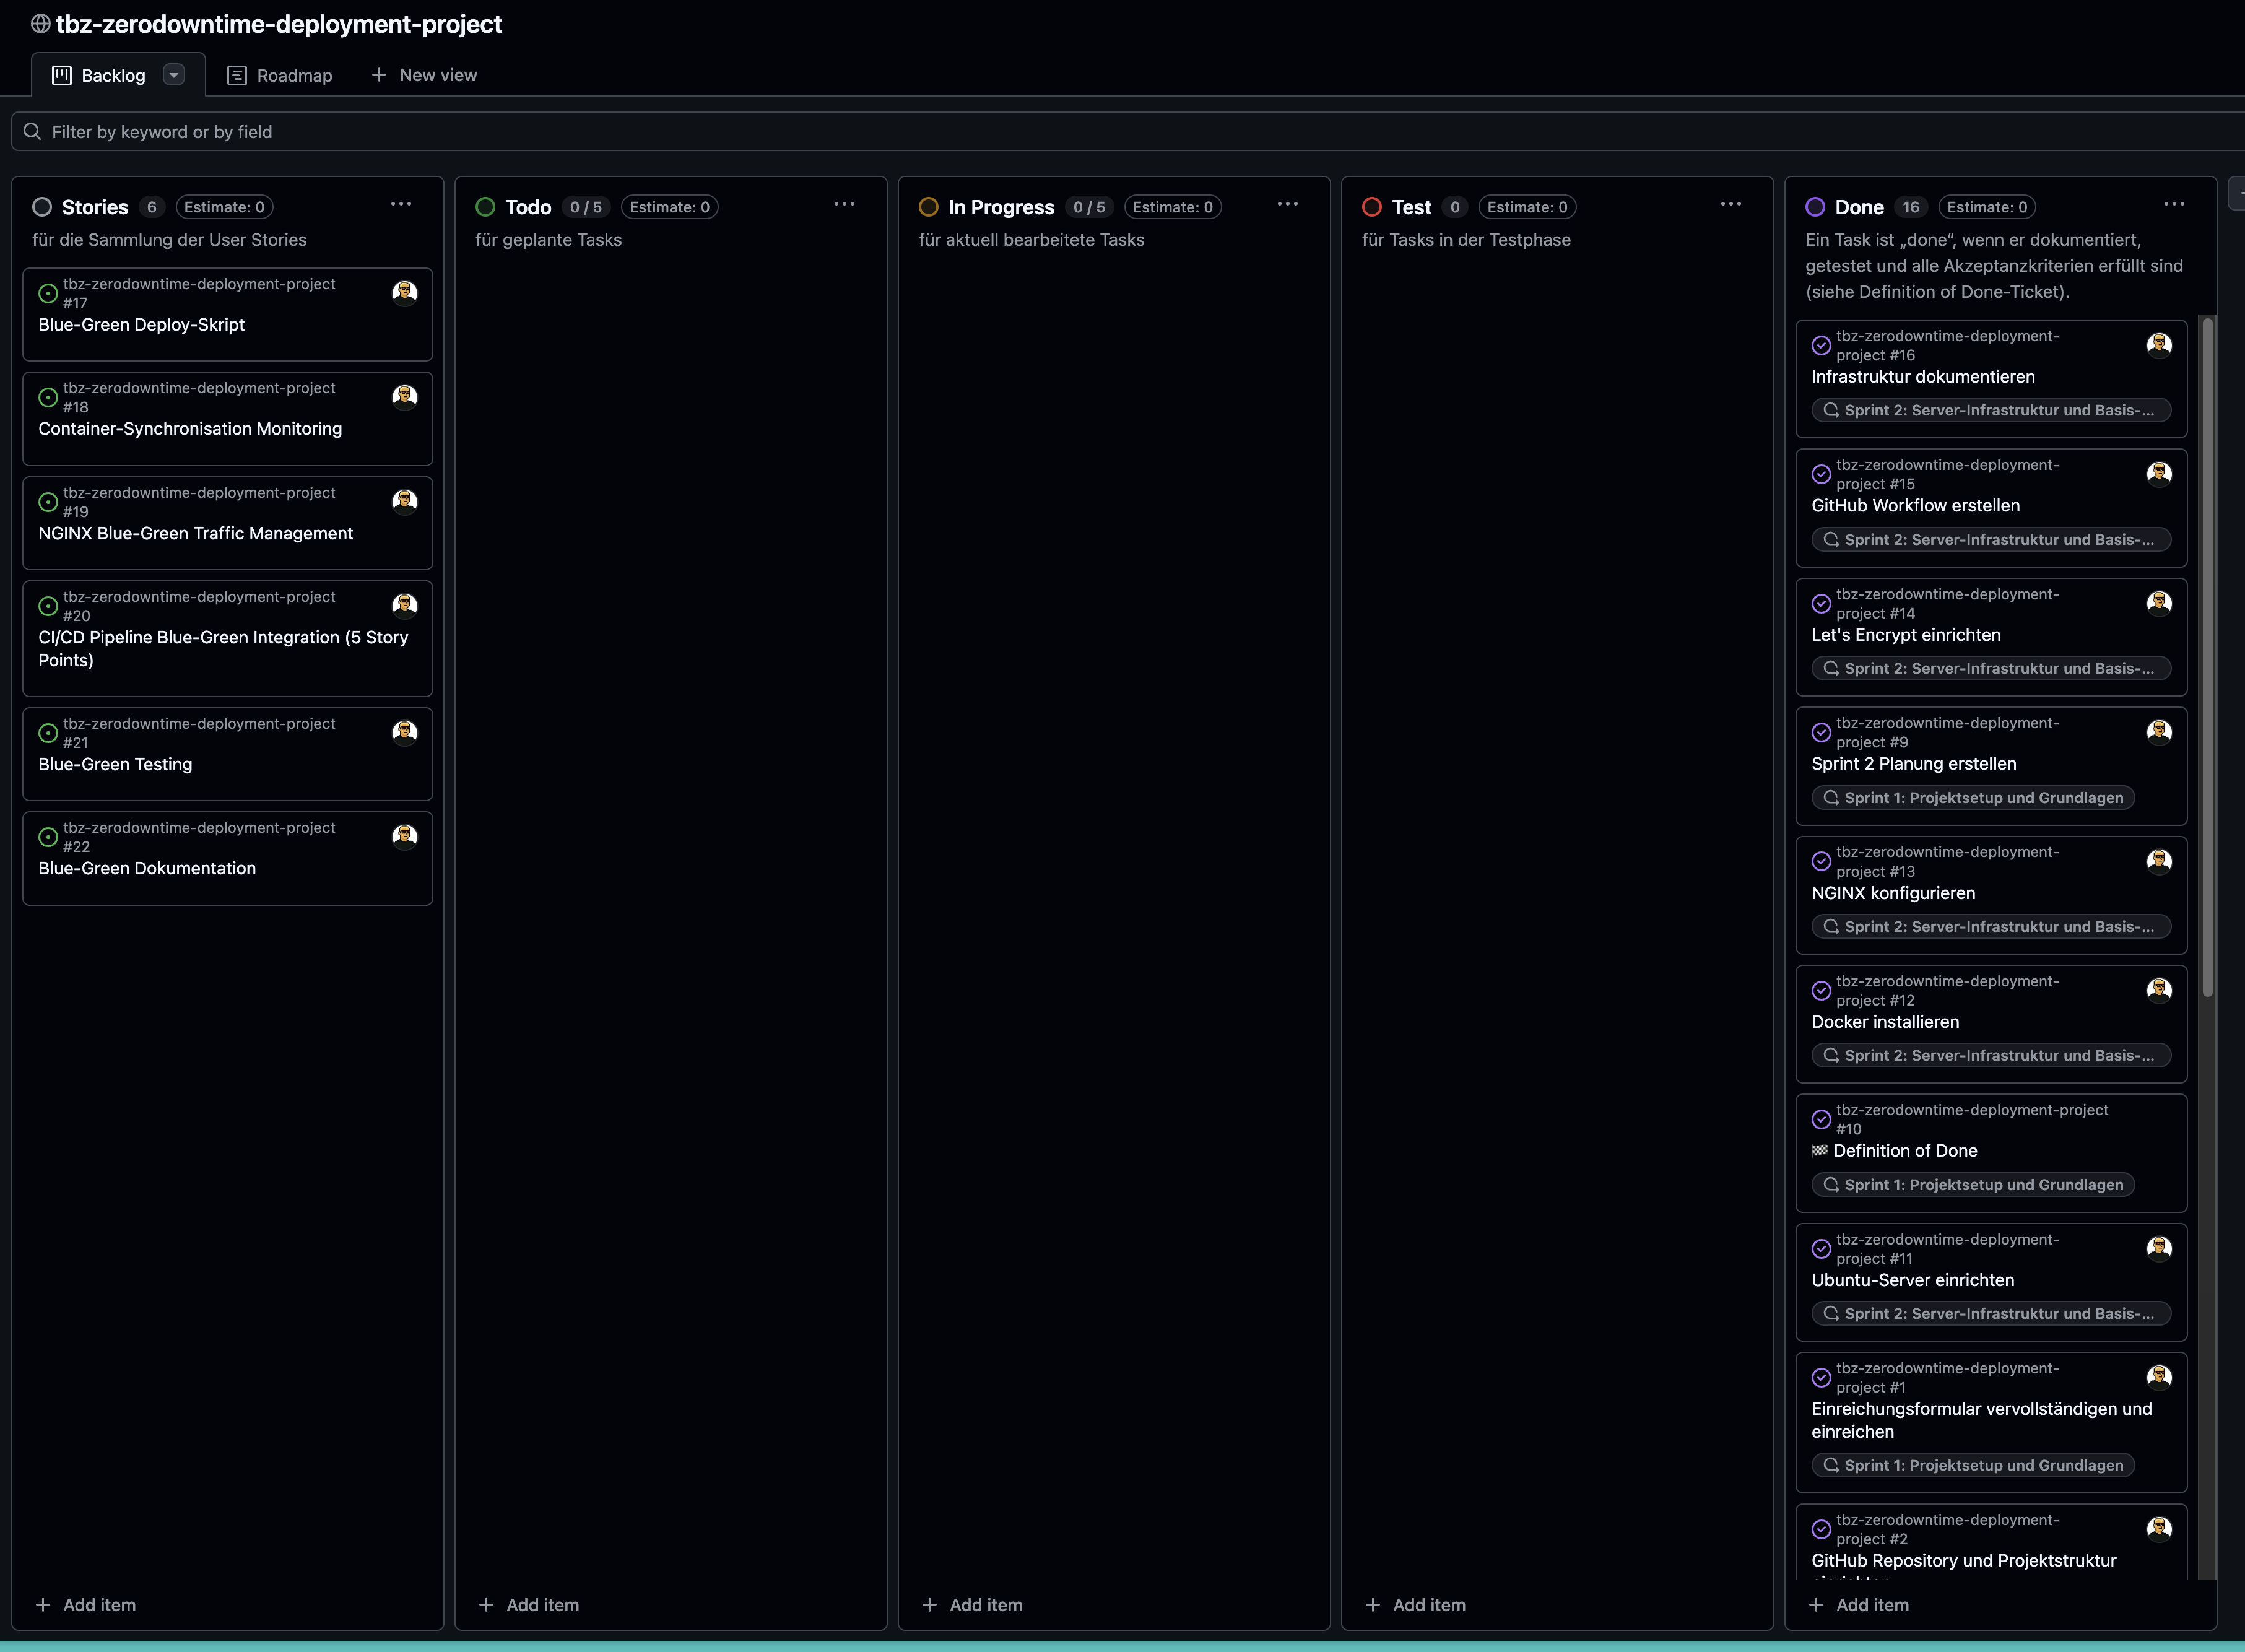 tbz-zerodowntime-deployment-project
Backlog
Roadmap
New view
Filter by keyword or by field
Stories 6 Estimate: 0
für die Sammlung der User Stories
tbz-zerodowntime-deployment-project
#17
Blue-Green Deploy-Skript
tbz-zerodowntime-deployment-project
#18
Container-Synchronisation Monitoring
tbz-zerodowntime-deployment-project
#19
NGINX Blue-Green Traffic Management
tbz-zerodowntime-deployment-project
#20
CI/CD Pipeline Blue-Green Integration (5 Story
Points)
tbz-zerodowntime-deployment-project
#21
Blue-Green Testing
tbz-zerodowntime-deployment-project
#22
Blue-Green Dokumentation
Add item
Todo 0 / 5 Estimate: 0
für geplante Tasks
Add item
In Progress 0 / 5 Estimate: 0
für aktuell bearbeitete Tasks
Add item
Test 0 Estimate: 0
für Tasks in der Testphase
Add item
Done 16 Estimate: 0
Ein Task ist „done“, wenn er dokumentiert,
getestet und alle Akzeptanzkriterien erfüllt sind
(siehe Definition of Done-Ticket).
tbz-zerodowntime-deployment-
project #16
Infrastruktur dokumentieren
Sprint 2: Server-Infrastruktur und Basis-...
tbz-zerodowntime-deployment-
project #15
GitHub Workflow erstellen
Sprint 2: Server-Infrastruktur und Basis-...
tbz-zerodowntime-deployment-
project #14
Let's Encrypt einrichten
Sprint 2: Server-Infrastruktur und Basis-...
tbz-zerodowntime-deployment-
project #9
Sprint 2 Planung erstellen
Sprint 1: Projektsetup und Grundlagen
tbz-zerodowntime-deployment-
project #13
NGINX konfigurieren
Sprint 2: Server-Infrastruktur und Basis-...
tbz-zerodowntime-deployment-
project #12
Docker installieren
Sprint 2: Server-Infrastruktur und Basis-...
tbz-zerodowntime-deployment-project
#10
Definition of Done
Sprint 1: Projektsetup und Grundlagen
tbz-zerodowntime-deployment-
project #11
Ubuntu-Server einrichten
Sprint 2: Server-Infrastruktur und Basis-...
tbz-zerodowntime-deployment-
project #1
Einreichungsformular vervollständigen und
einreichen
Sprint 1: Projektsetup und Grundlagen
tbz-zerodowntime-deployment-
project #2
GitHub Repository und Projektstruktur
Add item